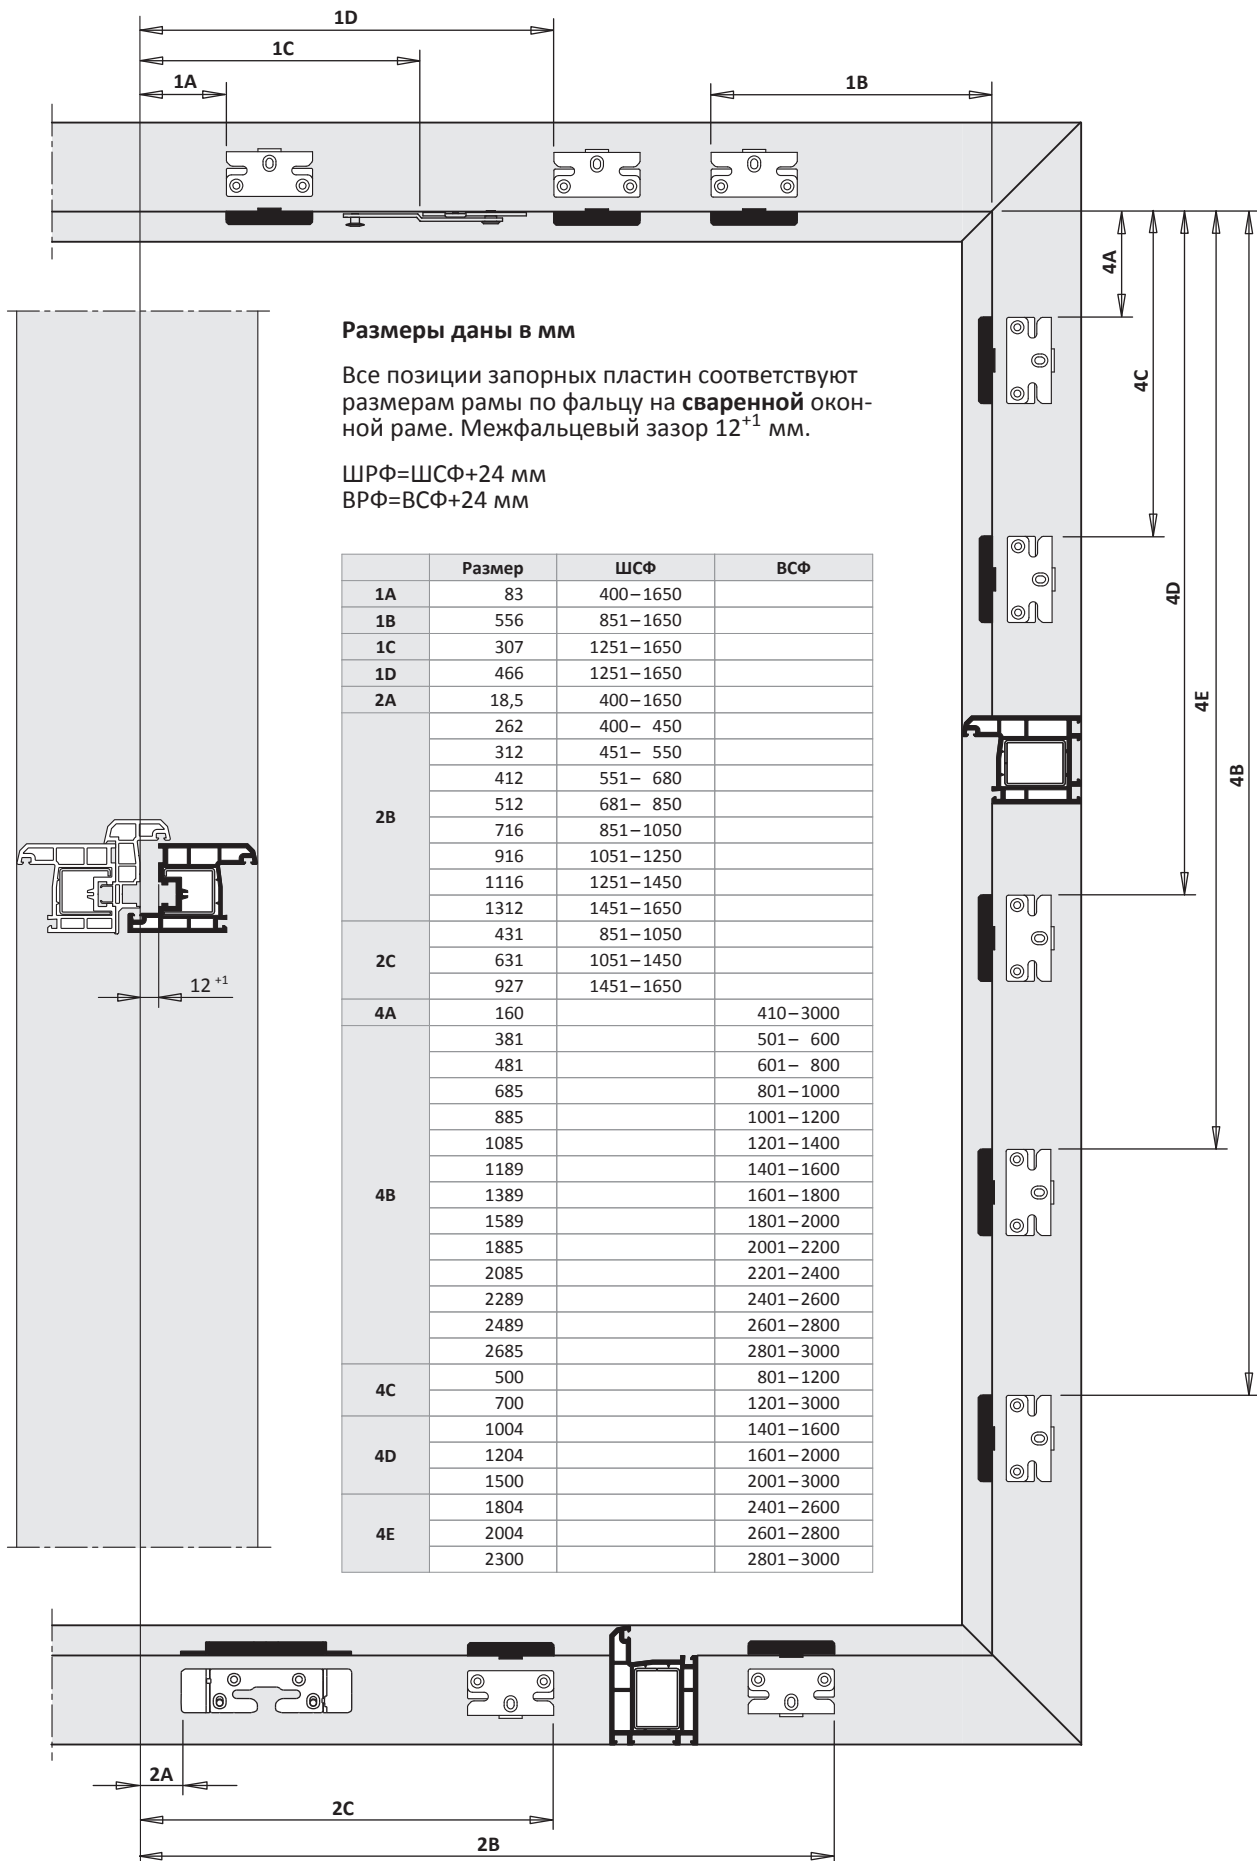 1D
1C
1A
1B
4A
4C
4D
4E
4B
Размеры даны в мм
Все позиции запорных пластин соответствуют
размерам рамы по фальцу на сваренной окон-
ной раме. Межфальцевый зазор 12⁺¹ мм.
ШРФ=ШСФ+24 мм
ВРФ=ВСФ+24 мм
Размер ШСФ ВСФ
1A 83 400–1650
1B 556 851–1650
1C 307 1251–1650
1D 466 1251–1650
2A 18,5 400–1650
2B 262 400– 450
312 451– 550
412 551– 680
512 681– 850
716 851–1050
916 1051–1250
1116 1251–1450
1312 1451–1650
2C 431 851–1050
631 1051–1450
927 1451–1650
4A 160 410–3000
4B 381 501– 600
481 601– 800
685 801–1000
885 1001–1200
1085 1201–1400
1189 1401–1600
1389 1601–1800
1589 1801–2000
1885 2001–2200
2085 2201–2400
2289 2401–2600
2489 2601–2800
2685 2801–3000
4C 500 801–1200
700 1201–3000
4D 1004 1401–1600
1204 1601–2000
1500 2001–3000
4E 1804 2401–2600
2004 2601–2800
2300 2801–3000
12 ⁺¹
2A
2C
2B